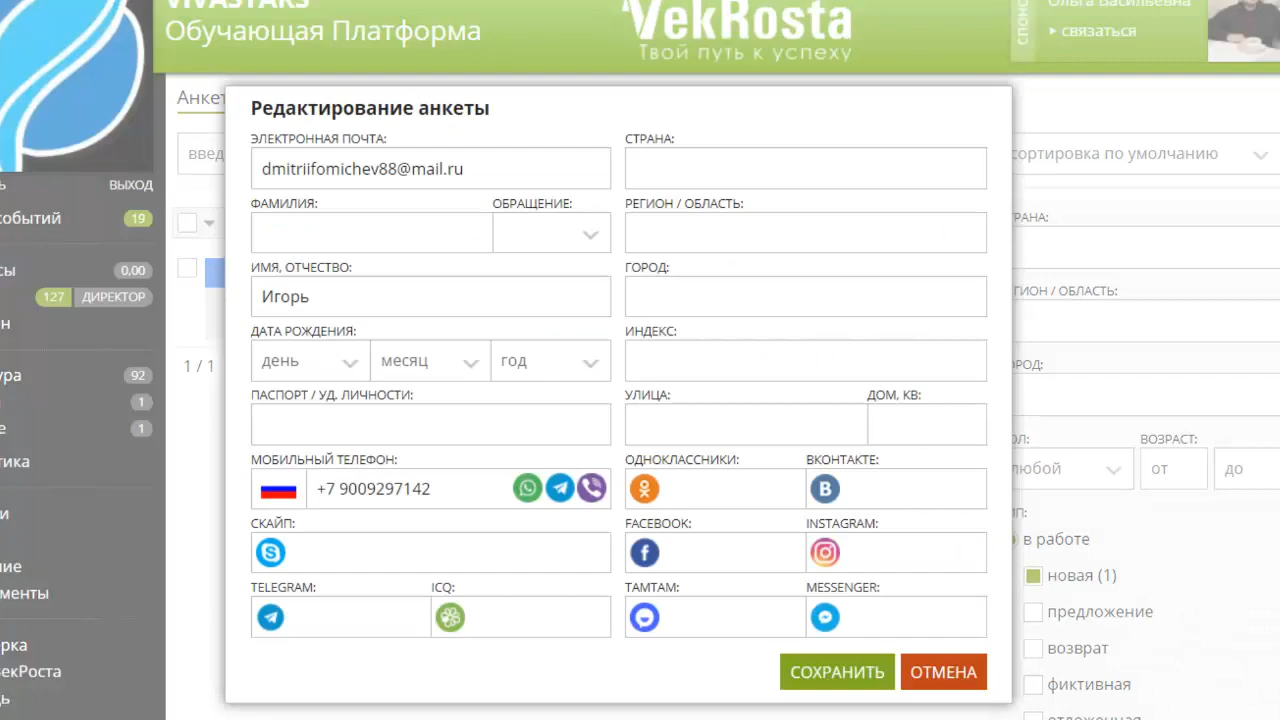 VIVASTARS
Обучающая Платформа
VekRosta
Твой путь к успеху
Ольга Васильевна
связаться
ВЫХОД
событий 19
0,00
127 ДИРЕКТОР
92
1
1
1 / 1
Редактирование анкеты
ЭЛЕКТРОННАЯ ПОЧТА: СТРАНА:
dmitriifomichev88@mail.ru
ФАМИЛИЯ: ОБРАЩЕНИЕ: РЕГИОН / ОБЛАСТЬ:
ИМЯ, ОТЧЕСТВО: ГОРОД:
Игорь
ДАТА РОЖДЕНИЯ: ИНДЕКС:
день месяц год
ПАСПОРТ / УД. ЛИЧНОСТИ: УЛИЦА: ДОМ, КВ:
МОБИЛЬНЫЙ ТЕЛЕФОН: ОДНОКЛАССНИКИ: ВКОНТАКТЕ:
+7 9009297142
СКАЙП: FACEBOOK: INSTAGRAM:
TELEGRAM: ICQ: ТАМТАМ: MESSENGER:
СОХРАНИТЬ ОТМЕНА
сортировка по умолчанию
ВОЗРАСТ:
любой от до
в работе
новая (1)
предложение
возврат
фиктивная